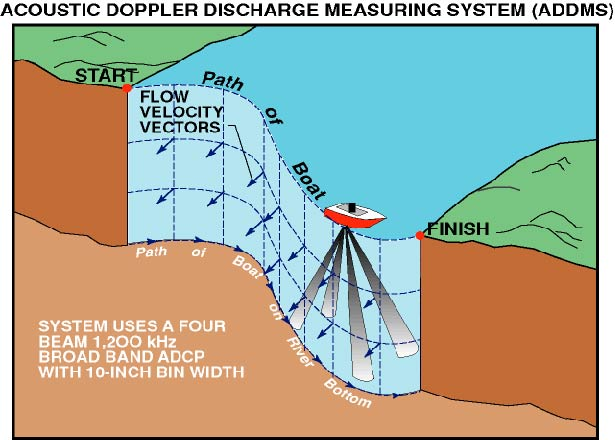 ACOUSTIC DOPPLER DISCHARGE MEASURING SYSTEM (ADDMS)
START
Path of Boat
FLOW
VELOCITY
VECTORS
FINISH
Path of Boat on River Bottom
SYSTEM USES A FOUR
BEAM 1,200 kHz
BROAD BAND ADCP
WITH 10-INCH BIN WIDTH